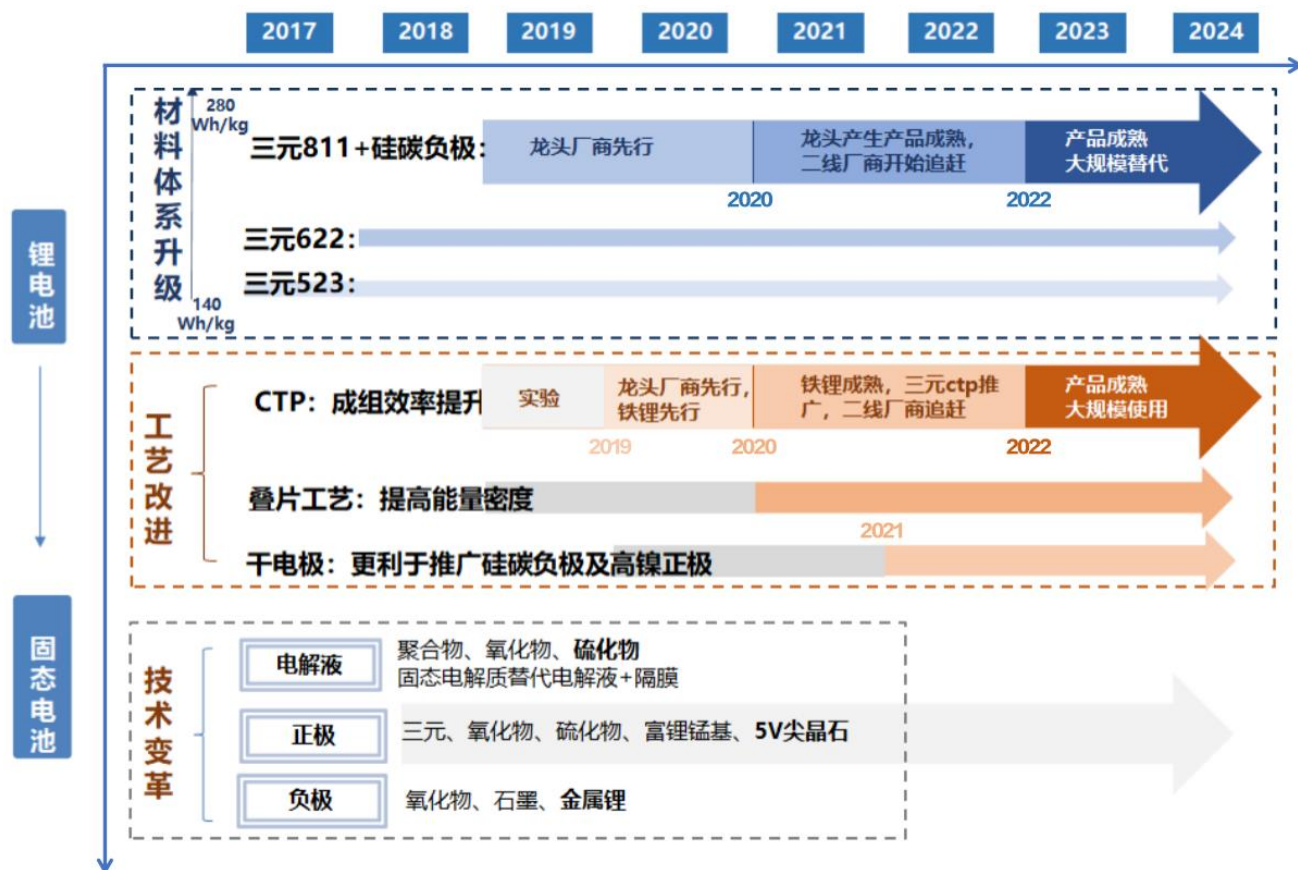 2017 2018 2019 2020 2021 2022 2023 2024
锂电池
固态电池
材料体系升级
280
Wh/kg
140
Wh/kg
三元811+硅碳负极：
龙头厂商先行
龙头产生产品成熟，
二线厂商开始追赶
产品成熟
大规模替代
2020
2022
三元622：
三元523：
工艺改进
CTP：成组效率提升
实验
龙头厂商先行，
铁锂先行
铁锂成熟，三元ctp推
广，二线厂商追赶
产品成熟
大规模使用
2019
2020
2022
叠片工艺：提高能量密度
2021
干电极：更利于推广硅碳负极及高镍正极
技术变革
电解液
聚合物、氧化物、硫化物
固态电解质替代电解液+隔膜
正极
三元、氧化物、硫化物、富锂锰基、5V尖晶石
负极
氧化物、石墨、金属锂